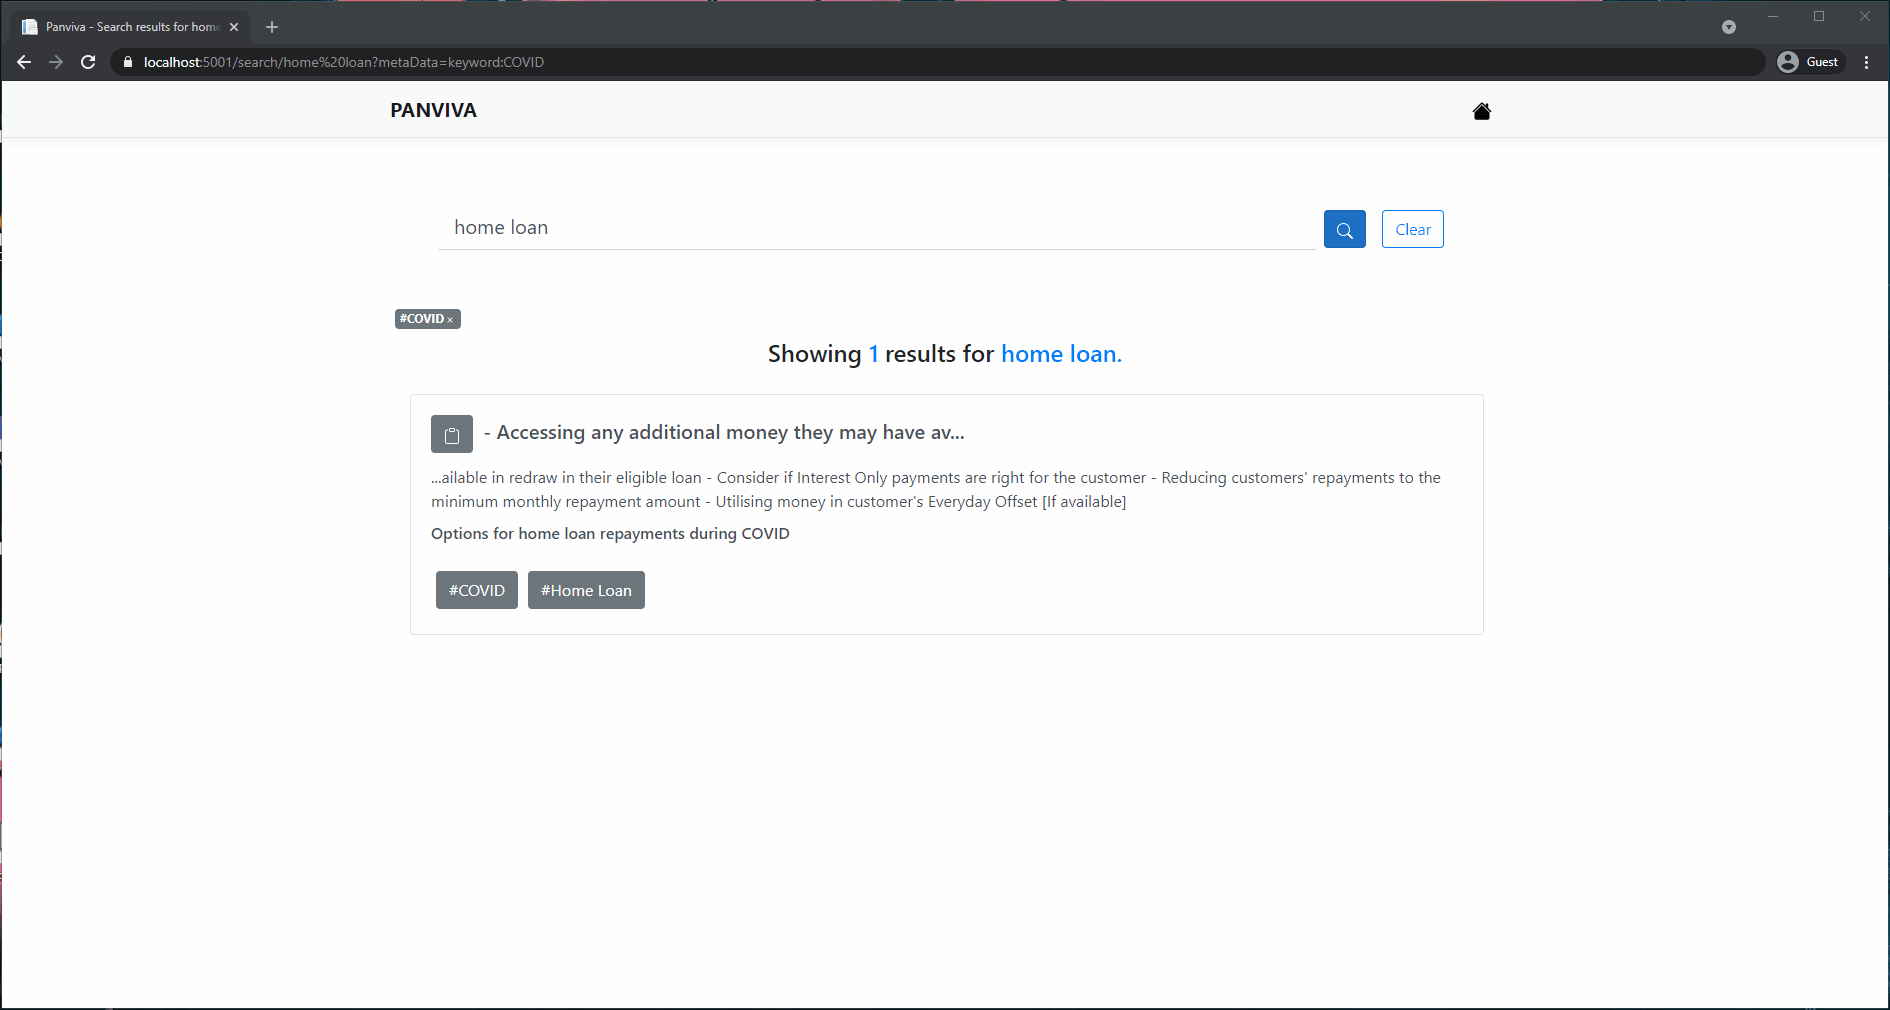 Panviva - Search results for home
localhost:5001/search/home%20loan?metaData=keyword:COVID
Guest
PANVIVA
home loan
Clear
#COVID ×
Showing 1 results for home loan.
- Accessing any additional money they may have av...
...ailable in redraw in their eligible loan - Consider if Interest Only payments are right for the customer - Reducing customers' repayments to the
minimum monthly repayment amount - Utilising money in customer's Everyday Offset [If available]
Options for home loan repayments during COVID
#COVID
#Home Loan